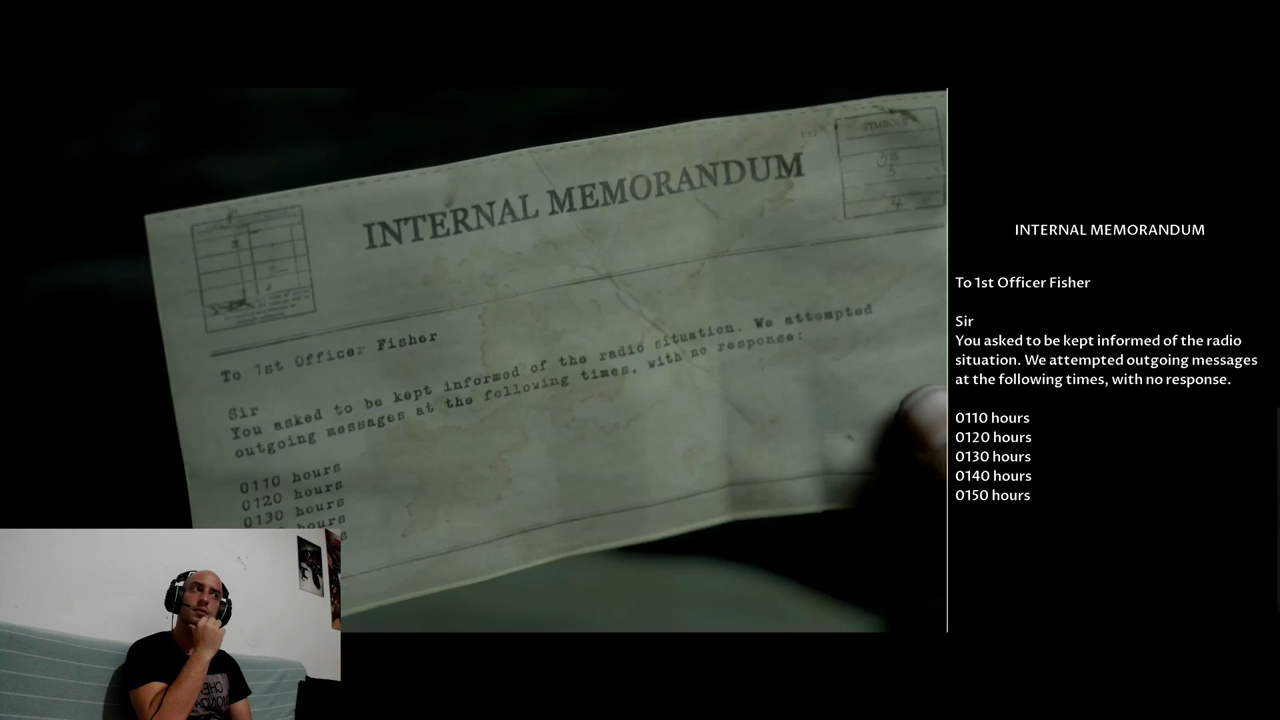 INTERNAL MEMORANDUM
To 1st Officer Fisher
Sir
You asked to be kept informed of the radio situation. We attempted
outgoing messages at the following times, with no response:
0110 hours
0120 hours
0130 hours
hours
INTERNAL MEMORANDUM
To 1st Officer Fisher
Sir
You asked to be kept informed of the radio
situation. We attempted outgoing messages
at the following times, with no response.
0110 hours
0120 hours
0130 hours
0140 hours
0150 hours